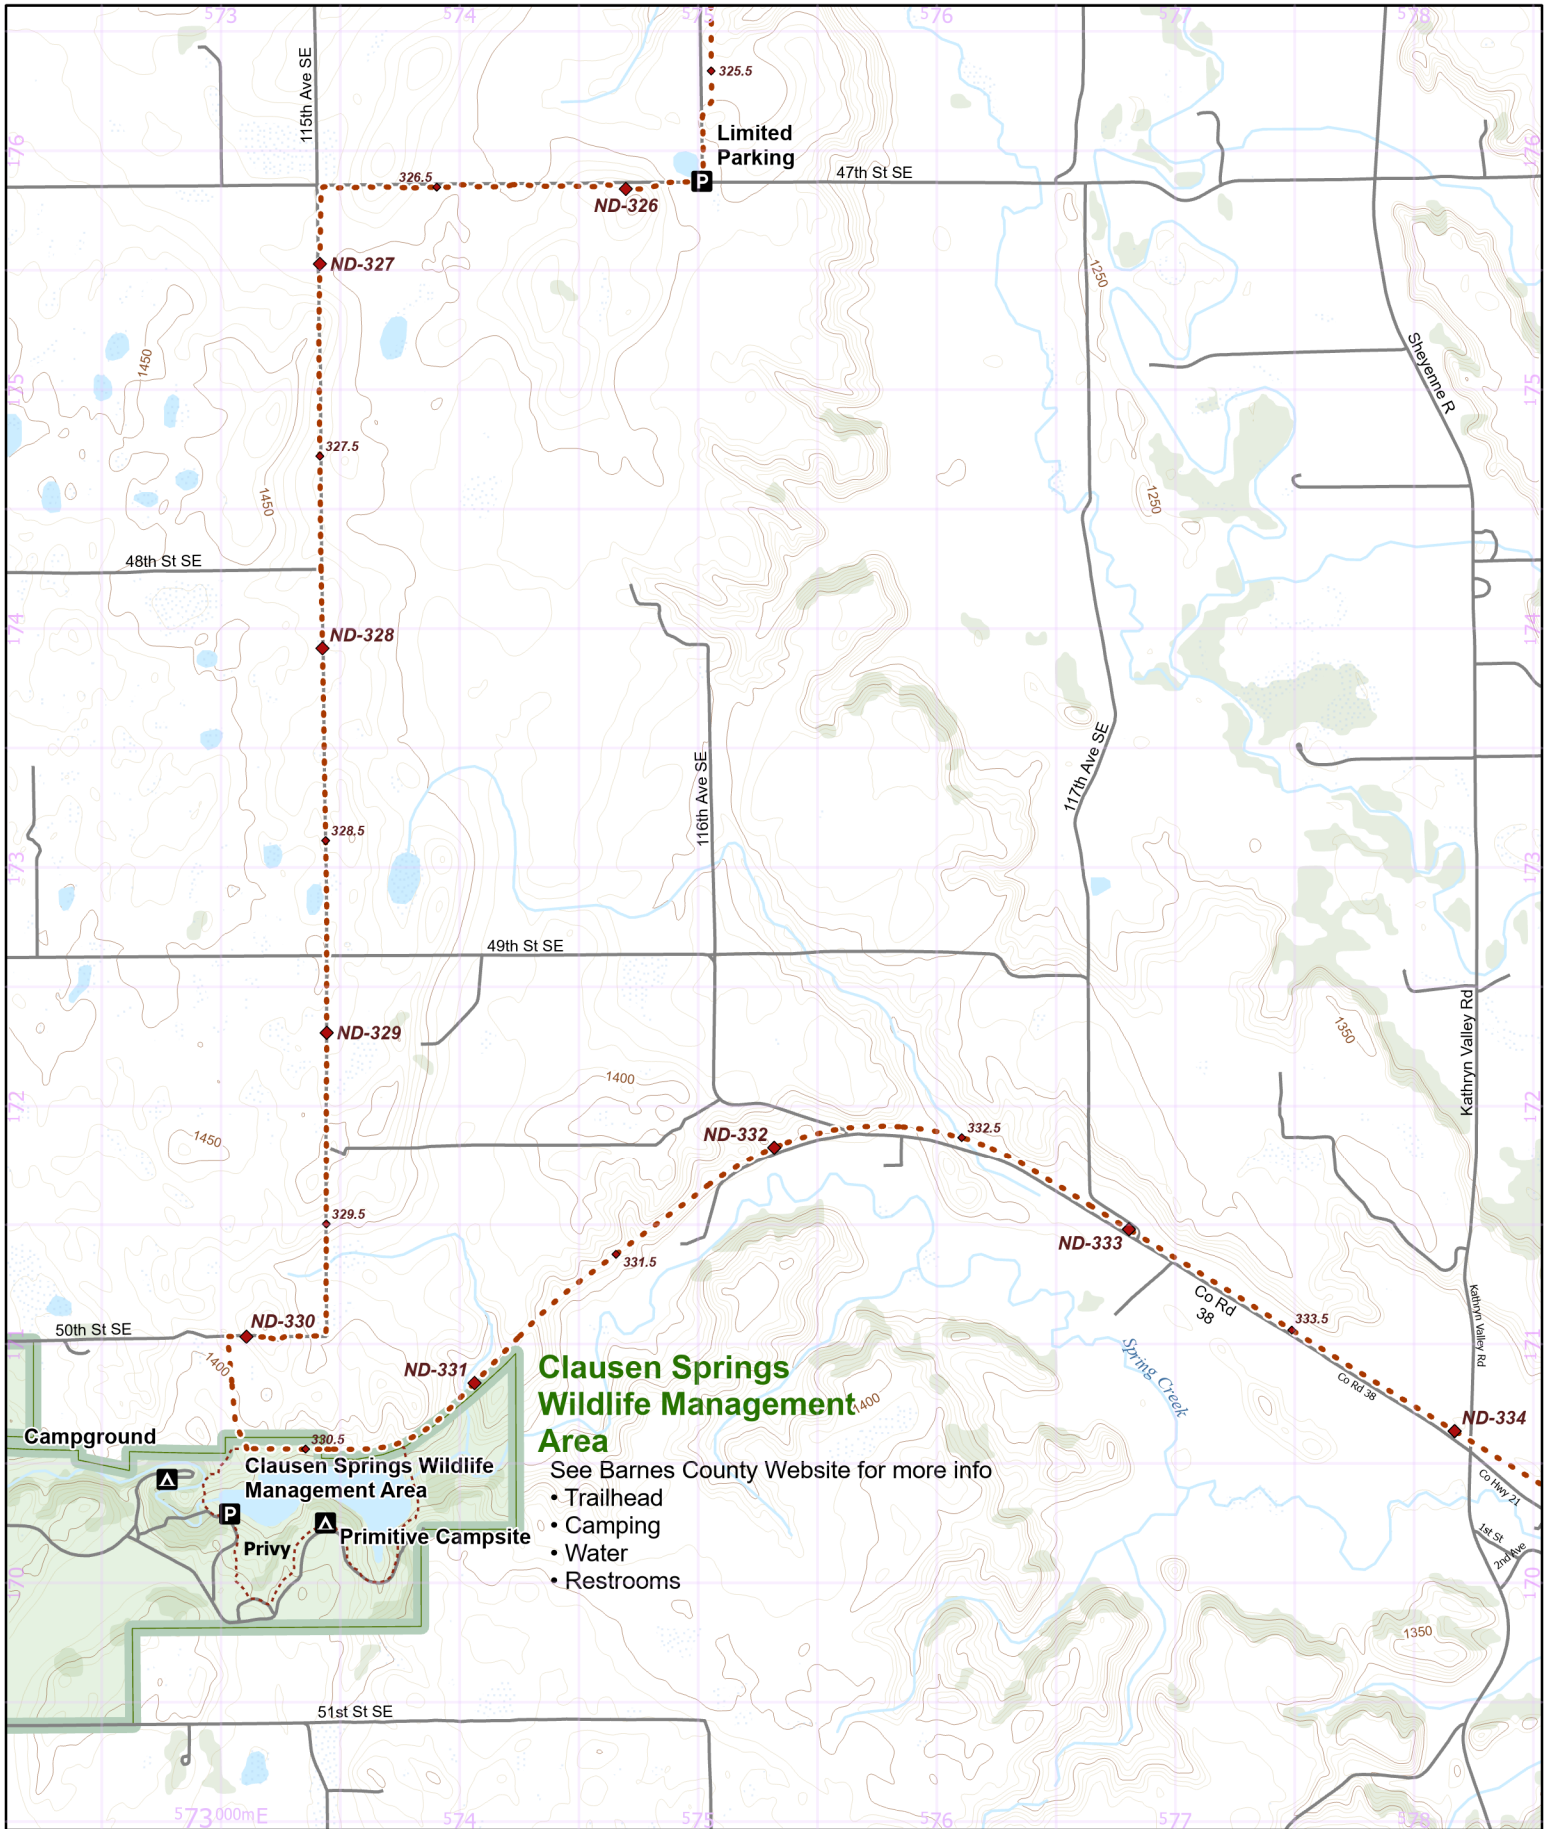 573
574
575
576
577
578
115th Ave SE
325.5
Limited
Parking
P
176
176
47th St SE
326.5
ND-326
ND-327
1250
Sheyenne R
1450
175
175
327.5
1450
1250
48th St SE
174
174
ND-328
117th Ave SE
116th Ave SE
328.5
173
173
49th St SE
Kathryn Valley Rd
ND-329
1350
1400
172
172
1450
ND-332
332.5
329.5
ND-333
331.5
Co Rd
38
Kathryn Valley Rd
ND-330
50th St SE
333.5
171
171
1400
ND-331
Clausen Springs
Wildlife Management
Area
1400
Spring Creek
Co Rd 38
ND-334
Campground
330.5
Clausen Springs Wildlife
Management Area
See Barnes County Website for more info
• Trailhead
• Camping
• Water
• Restrooms
P
Primitive Campsite
Privy
Co Hwy 21
1st St
2nd Ave
170
170
1350
51st St SE
573000mE
574
575
576
577
578